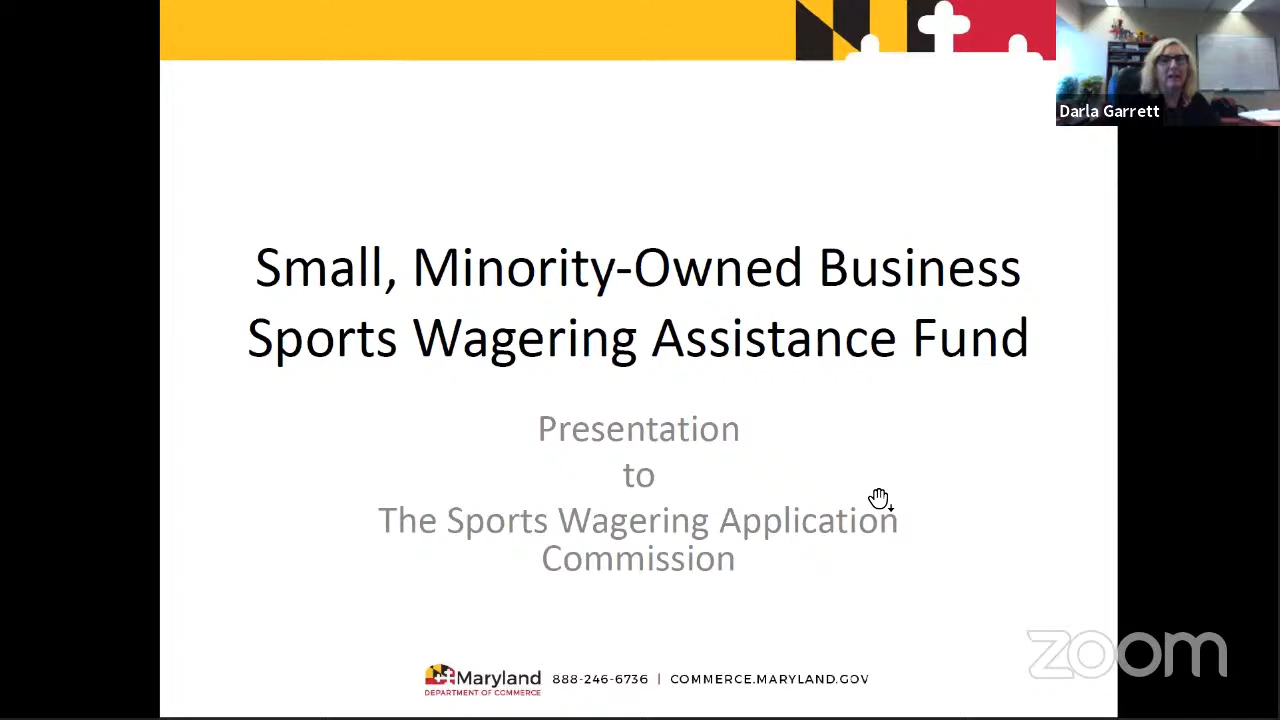 Darla Garrett
Small, Minority-Owned Business
Sports Wagering Assistance Fund
Presentation
to
The Sports Wagering Application
Commission
Maryland
DEPARTMENT OF COMMERCE
888-246-6736 | COMMERCE.MARYLAND.GOV
zoom